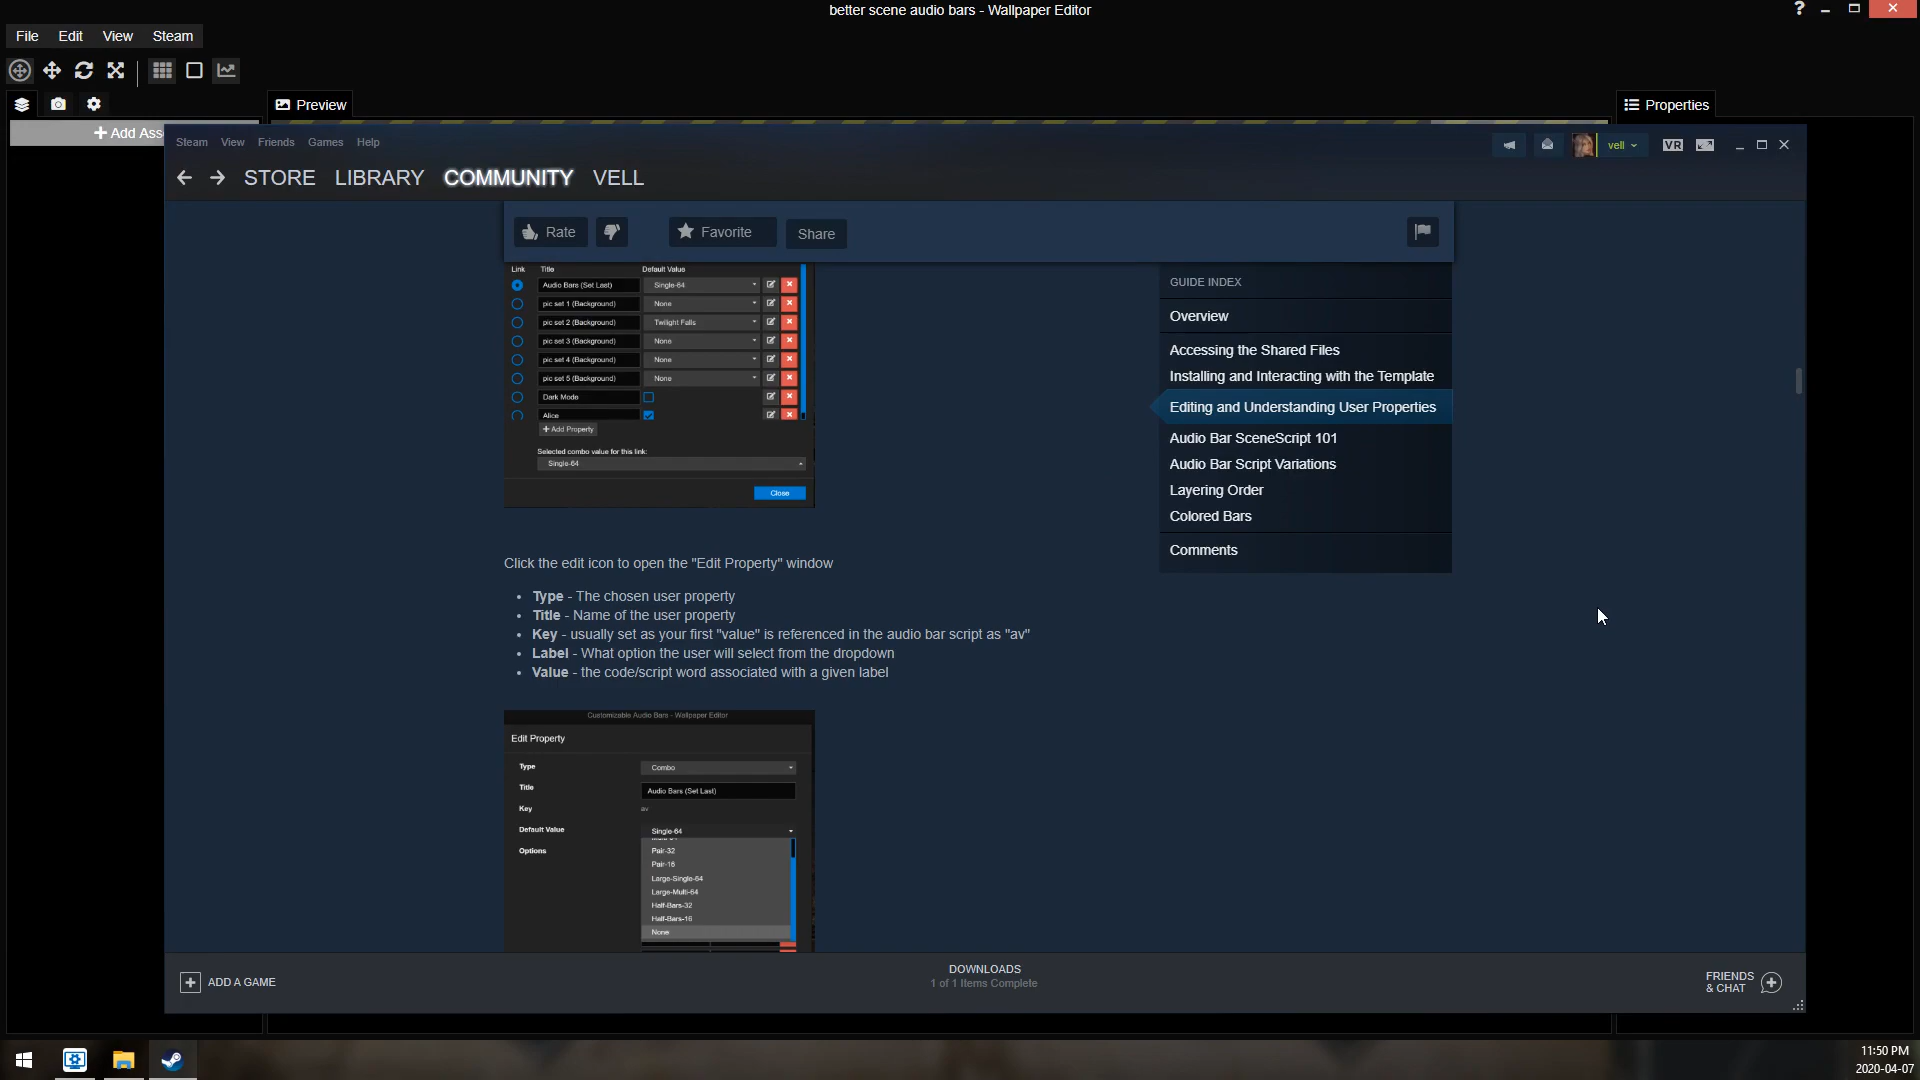 better scene audio bars - Wallpaper Editor
?
File Edit View Steam
Preview
Properties
Add Ass
Steam View Friends Games Help
vell
VR
STORE LIBRARY COMMUNITY VELL
Rate
Favorite
Share
Link Title Default Value
Audio Bars (Set Last) Single-64
pic set 1 (Background) None
pic set 2 (Background) Twilight Falls
pic set 3 (Background) None
pic set 4 (Background) None
pic set 5 (Background) None
Dark Mode
Alice
Add Property
Selected combo value for this link:
Single-64
Close
GUIDE INDEX
Overview
Accessing the Shared Files
Installing and Interacting with the Template
Editing and Understanding User Properties
Audio Bar SceneScript 101
Audio Bar Script Variations
Layering Order
Colored Bars
Comments
Click the edit icon to open the "Edit Property" window
• Type - The chosen user property
• Title - Name of the user property
• Key - usually set as your first "value" is referenced in the audio bar script as "av"
• Label - What option the user will select from the dropdown
• Value - the code/script word associated with a given label
Customizable Audio Bars - Wallpaper Editor
Edit Property
Type Combo
Title Audio Bars (Set Last)
Key av
Default Value Single-64
Options
Pair-32
Pair-16
Large-Single-64
Large-Multi-64
Half-Bars-32
Half-Bars-16
None
ADD A GAME
DOWNLOADS
1 of 1 Items Complete
FRIENDS
& CHAT
11:50 PM
2020-04-07